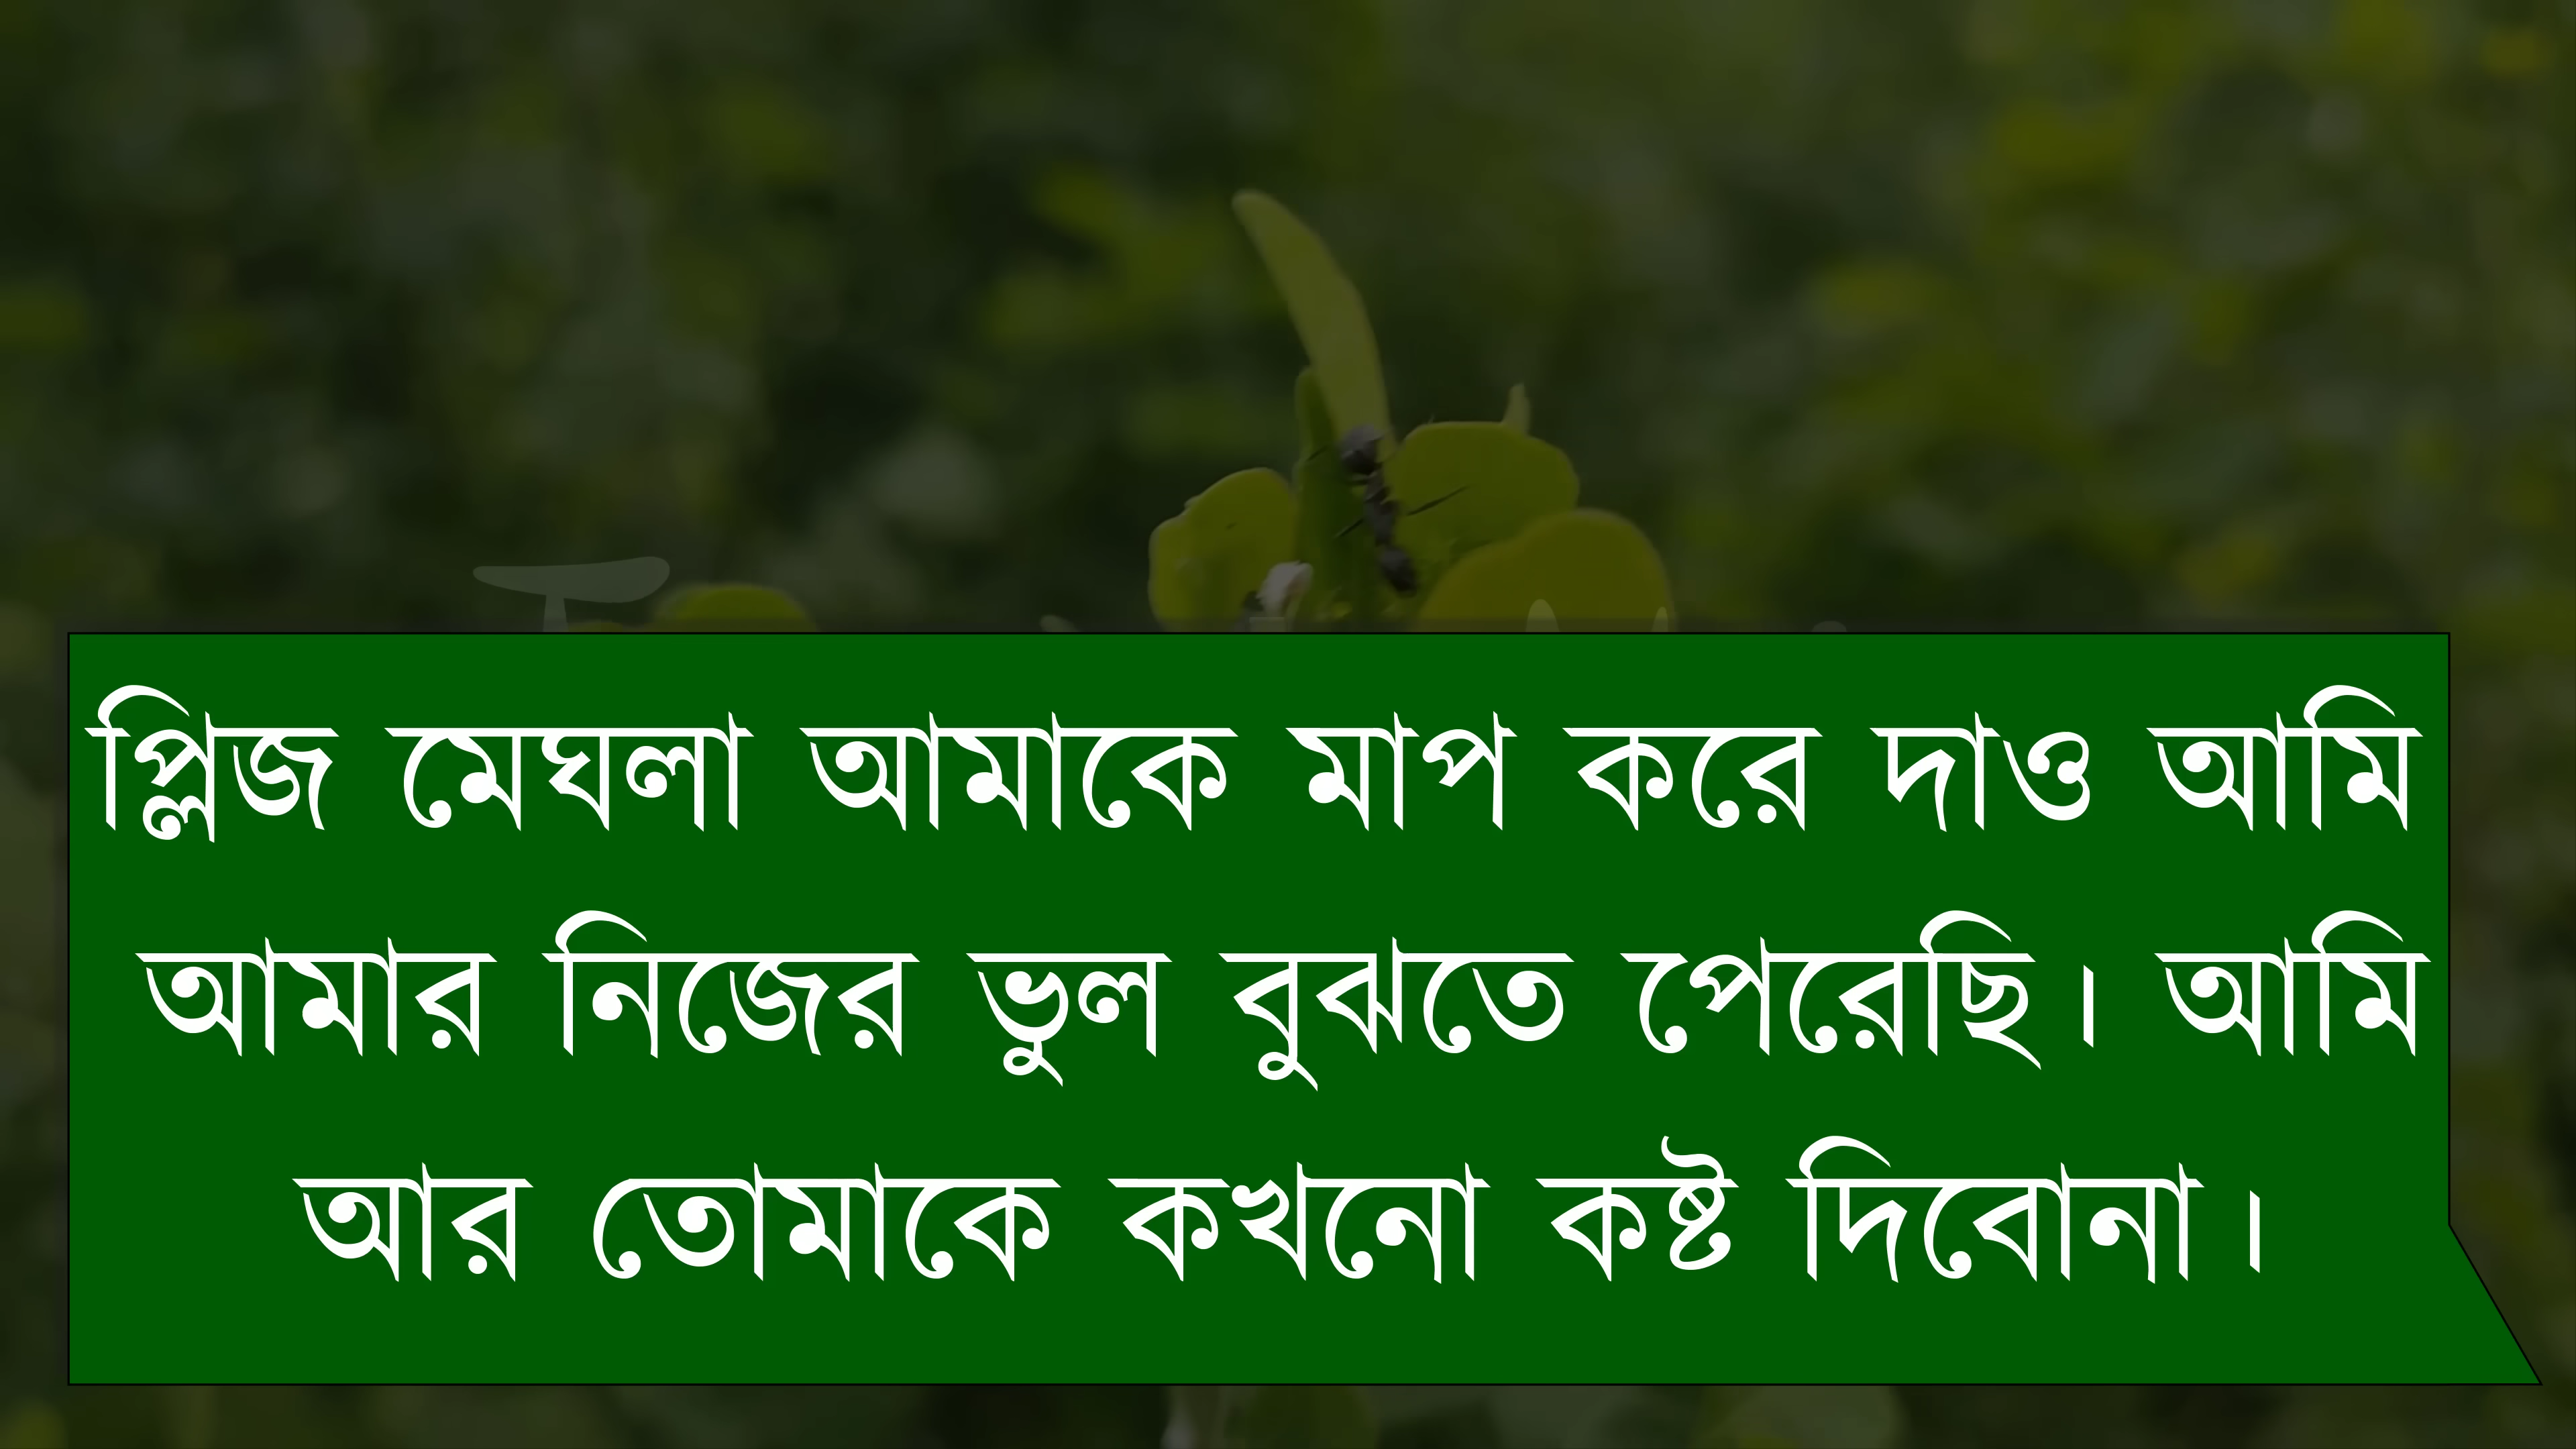 প্লিজ মেঘলা আমাকে মাপ করে দাও আমি
আমার নিজের ভুল বুঝতে পেরেছি। আমি
আর তোমাকে কখনো কষ্ট দিবোনা।